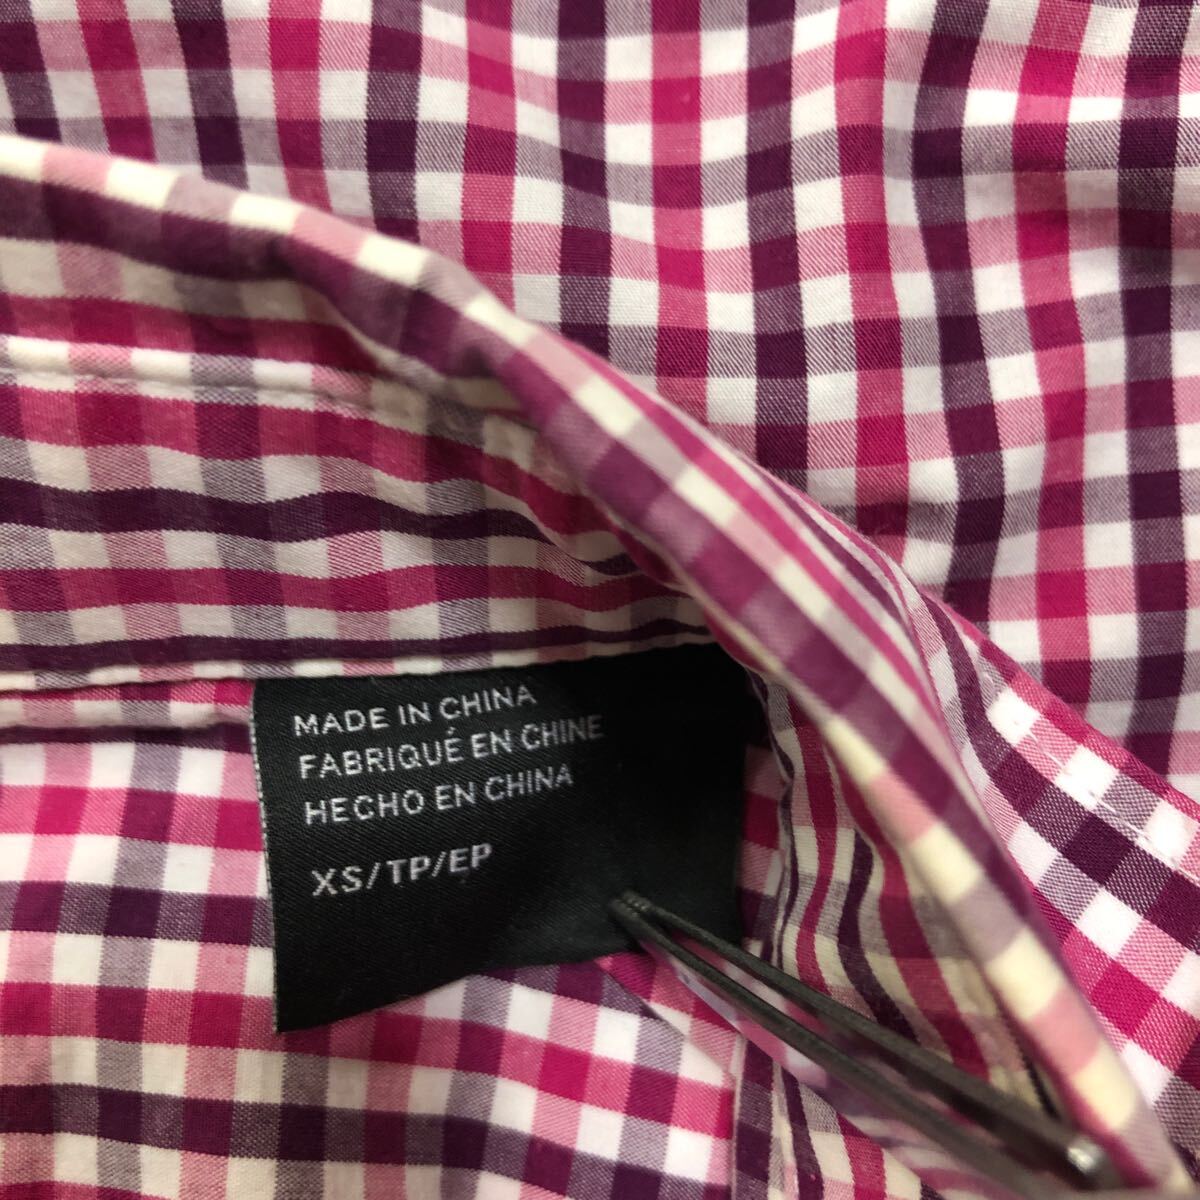 MADE IN CHINA
FABRIQUÉ EN CHINE
HECHO EN CHINA
XS/TP/EP